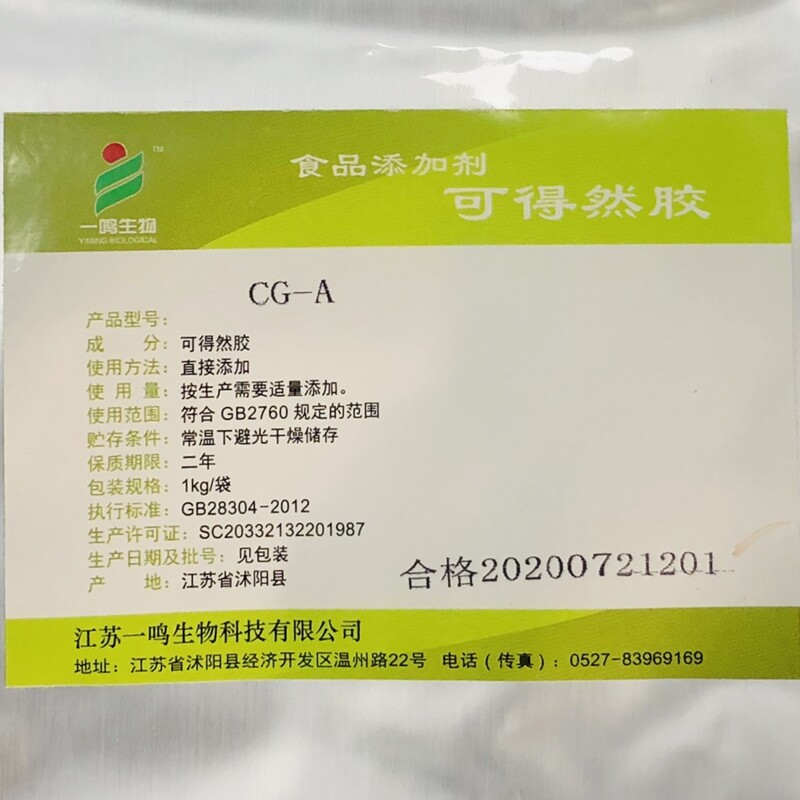 TM
一鸣生物
YIMING BIOLOGICAL
食品添加剂
可得然胶
CG-A
产品型号：
成 分：可得然胶
使用方法：直接添加
使 用 量：按生产需要适量添加。
使用范围：符合 GB2760 规定的范围
贮存条件：常温下避光干燥储存
保质期限：二年
包装规格：1kg/袋
执行标准：GB28304-2012
生产许可证：SC20332132201987
生产日期及批号：见包装
产 地：江苏省沭阳县
合格20200721201
江苏一鸣生物科技有限公司
地址：江苏省沭阳县经济开发区温州路22号 电话（传真）：0527-83969169